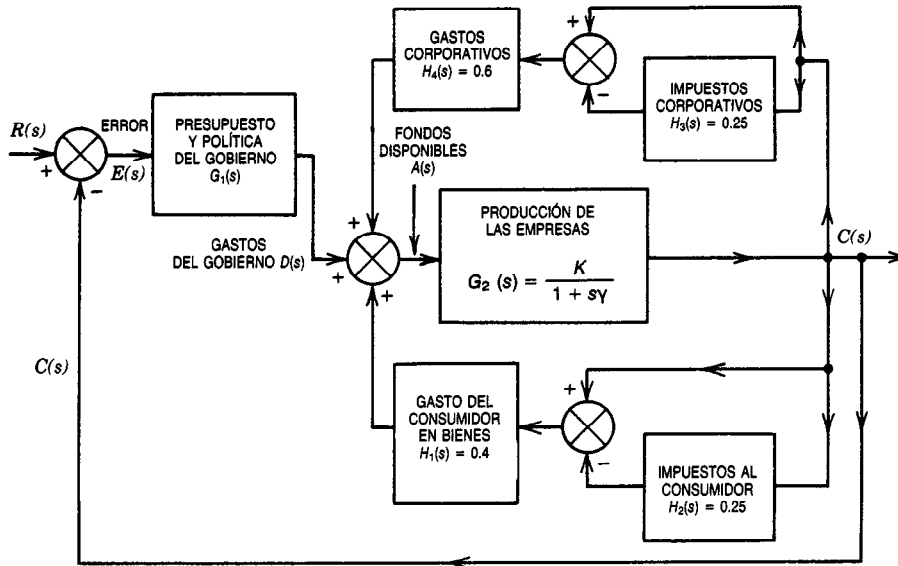 GASTOS
CORPORATIVOS
H₄(s) = 0.6
+
−
IMPUESTOS
CORPORATIVOS
H₃(s) = 0.25
R(s)
+
−
ERROR
E(s)
PRESUPUESTO
Y POLÍTICA
DEL GOBIERNO
G₁(s)
FONDOS
DISPONIBLES
A(s)
GASTOS
DEL GOBIERNO D(s)
+
+
+
PRODUCCIÓN DE
LAS EMPRESAS
G₂ (s) = K / 1 + sγ
C(s)
C(s)
GASTO DEL
CONSUMIDOR
EN BIENES
H₁(s) = 0.4
+
−
IMPUESTOS AL
CONSUMIDOR
H₂(s) = 0.25